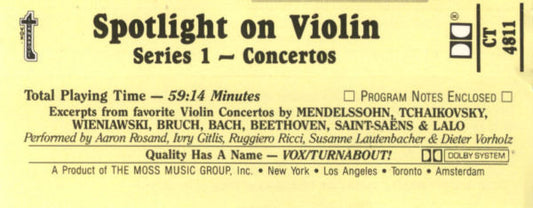 Spotlight on Violin
Series 1 — Concertos
CT
4811
Total Playing Time — 59:14 Minutes
PROGRAM NOTES ENCLOSED
Excerpts from favorite Violin Concertos by MENDELSSOHN, TCHAIKOVSKY,
WIENIAWSKI, BRUCH, BACH, BEETHOVEN, SAINT-SAËNS & LALO
Performed by Aaron Rosand, Ivry Gitlis, Ruggiero Ricci, Susanne Lautenbacher & Dieter Vorholz
Quality Has A Name — VOX/TURNABOUT!
DOLBY SYSTEM ®
A Product of THE MOSS MUSIC GROUP, Inc. • New York • Los Angeles • Toronto • Amsterdam